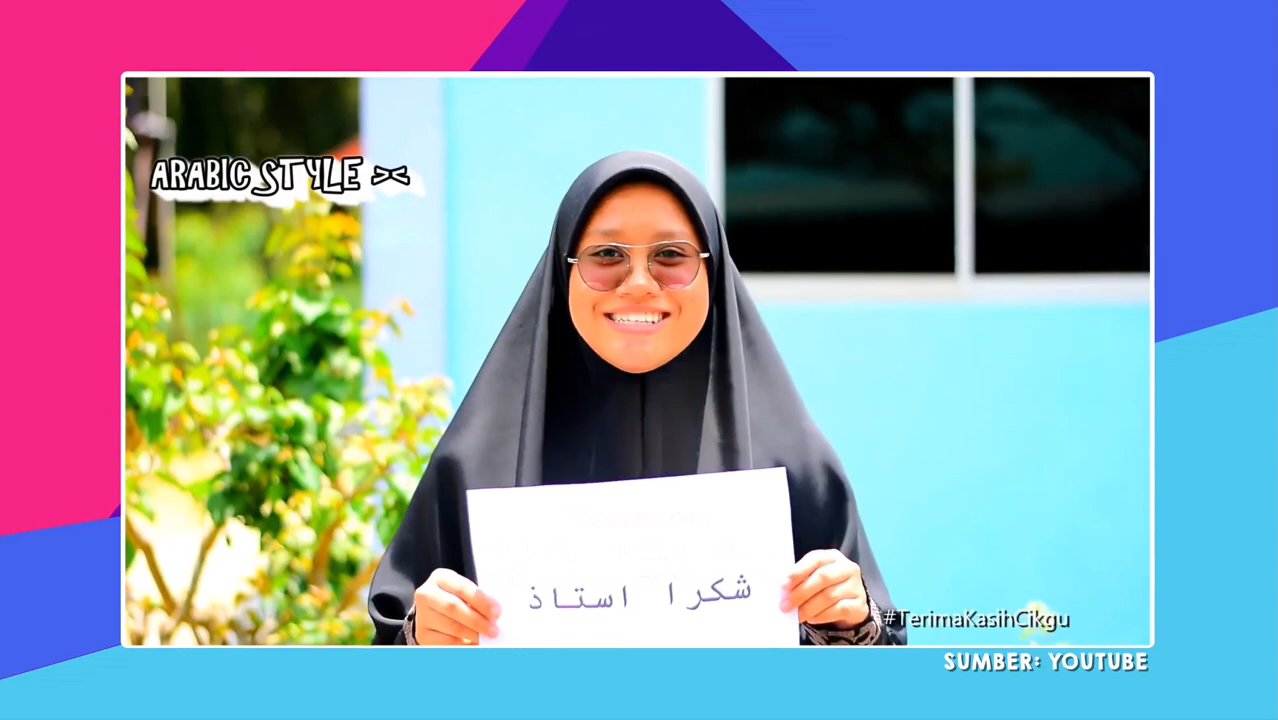 ARABIC STYLE ><
شكرا استاذ
#TerimaKasihCikgu
SUMBER: YOUTUBE